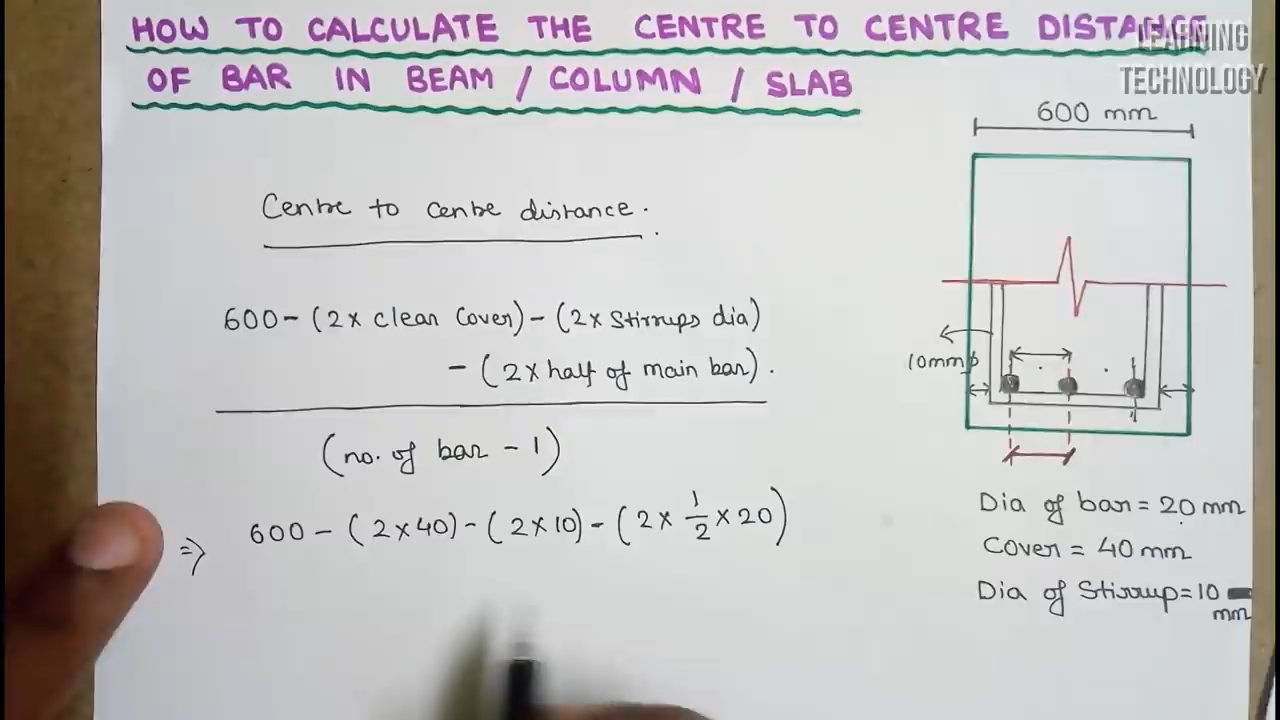 HOW TO CALCULATE THE CENTRE TO CENTRE DISTANCE
OF BAR IN BEAM / COLUMN / SLAB
LEARNING
TECHNOLOGY
600 mm
Centre to centre distance.
600 - (2 × clear cover) - (2 × Stirrups dia)
- (2 × half of main bar).
(no. of bar - 1)
⇒ 600 - (2 × 40) - (2 × 10) - (2 × 1/2 × 20)
10mm ϕ
Dia of bar = 20 mm
Cover = 40 mm
Dia of Stirrup = 10
mm